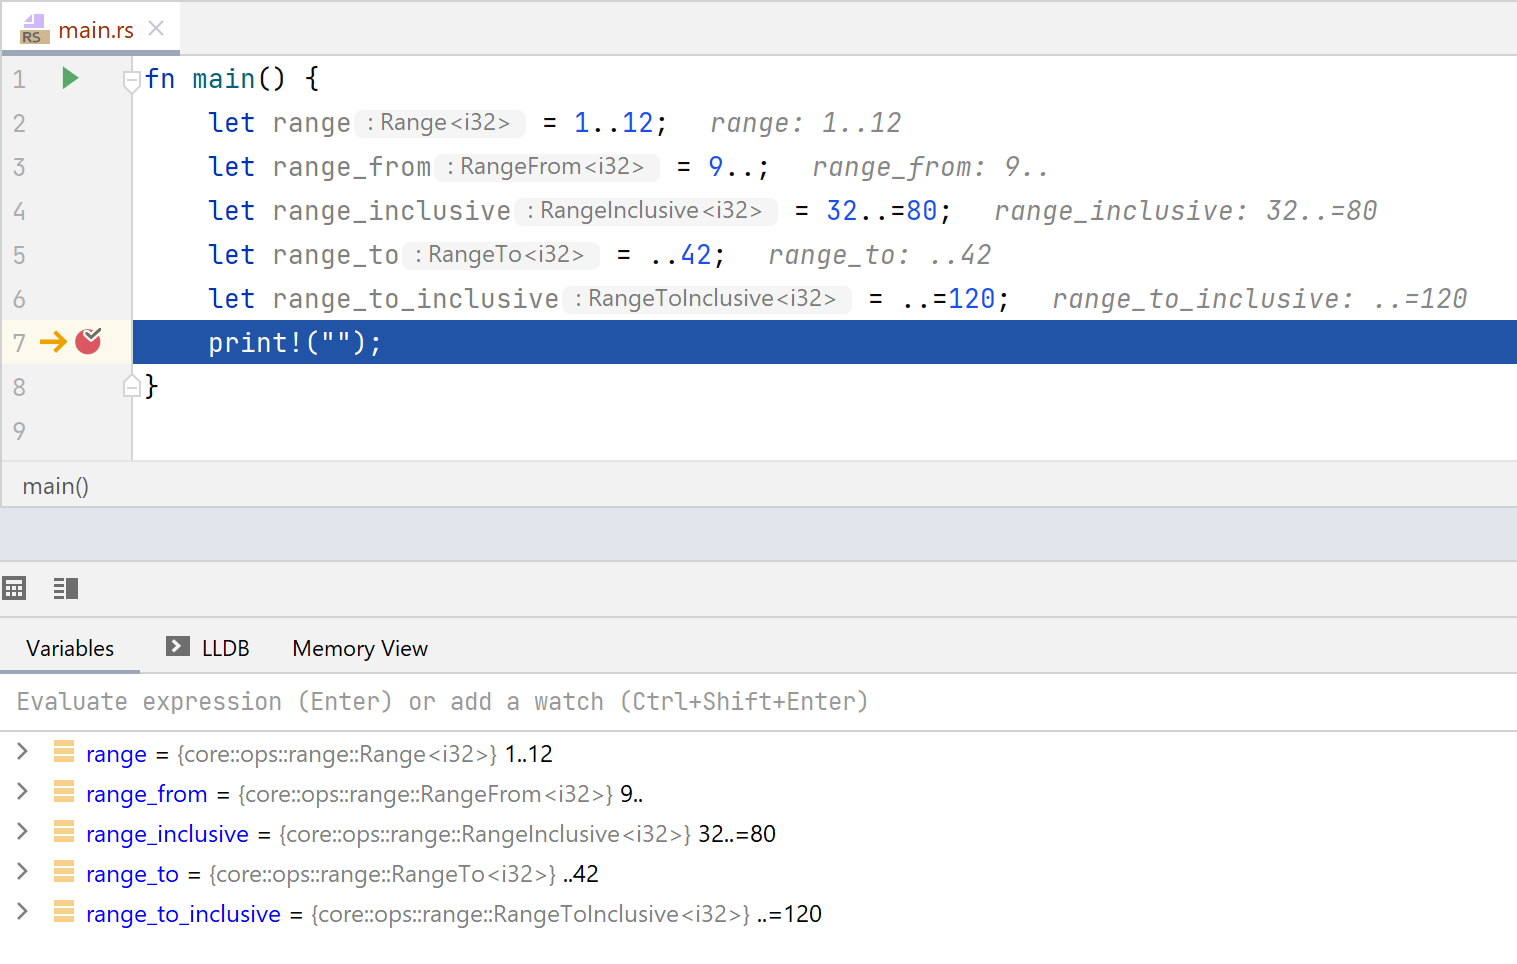 RS main.rs
1 fn main() {
2 let range : Range<i32> = 1..12; range: 1..12
3 let range_from : RangeFrom<i32> = 9..; range_from: 9..
4 let range_inclusive : RangeInclusive<i32> = 32..=80; range_inclusive: 32..=80
5 let range_to : RangeTo<i32> = ..42; range_to: ..42
6 let range_to_inclusive : RangeToInclusive<i32> = ..=120; range_to_inclusive: ..=120
7 print!("");
8 }
9
main()
Variables LLDB Memory View
Evaluate expression (Enter) or add a watch (Ctrl+Shift+Enter)
range = {core::ops::range::Range<i32>} 1..12
range_from = {core::ops::range::RangeFrom<i32>} 9..
range_inclusive = {core::ops::range::RangeInclusive<i32>} 32..=80
range_to = {core::ops::range::RangeTo<i32>} ..42
range_to_inclusive = {core::ops::range::RangeToInclusive<i32>} ..=120